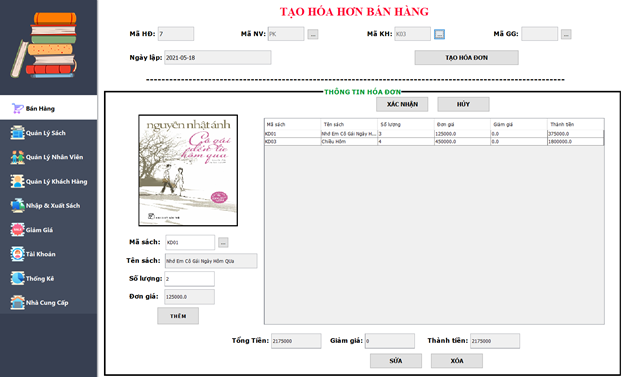 TẠO HÓA HƠN BÁN HÀNG
Mã HĐ: 7 Mã NV: PK ... Mã KH: K03 ... Mã GG: ...
Ngày lập: 2021-05-18 TẠO HÓA ĐƠN
Bán Hàng
Quản Lý Sách
Quản Lý Nhân Viên
Quản Lý Khách Hàng
Nhập & Xuất Sách
Giảm Giá
Tài Khoản
Thống Kê
Nhà Cung Cấp
THÔNG TIN HÓA ĐƠN
XÁC NHẬN HỦY
nguyễn nhật ánh
Cô gái
đến từ
hôm qua
Mã sách Tên sách Số lượng Đơn giá Giảm giá Thành tiền
KD01 Nhớ Em Cô Gái Ngày H... 3 125000.0 0.0 375000.0
KD03 Chiều Hôm 4 450000.0 0.0 1800000.0
Mã sách: KD01 ...
Tên sách: Nhớ Em Cô Gái Ngày Hôm QUa
Số lượng: 2
Đơn giá: 125000.0
THÊM
Tổng Tiền: 2175000 Giảm giá: 0 Thành tiền: 2175000
SỬA XÓA